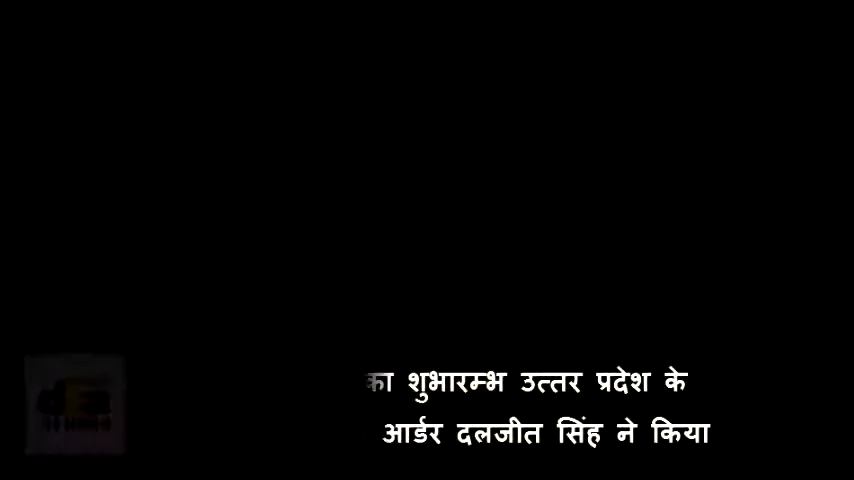 का शुभारम्भ उत्तर प्रदेश के
आर्डर दलजीत सिंह ने किया